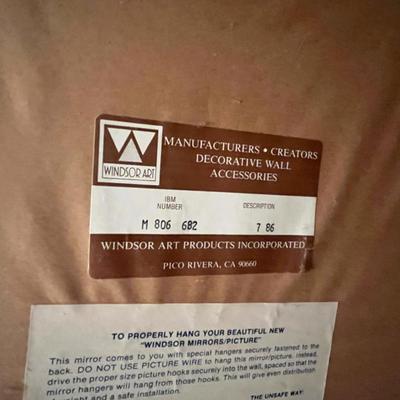 MANUFACTURERS • CREATORS
DECORATIVE WALL
ACCESSORIES
WINDSOR ART
IBM
NUMBER
DESCRIPTION
M 806 682
7 86
WINDSOR ART PRODUCTS INCORPORATED
PICO RIVERA, CA 90660
TO PROPERLY HANG YOUR BEAUTIFUL NEW
"WINDSOR MIRRORS/PICTURE"
This mirror comes to you with special hangers securely fastened to the
back. DO NOT USE PICTURE WIRE to hang this mirror/picture, instead,
drive the proper size picture hooks securely into the wall, spaced so that the
mirror hangers will hang from those hooks. This will give even distribution
and a safe installation.
THE UNSAFE WAY: